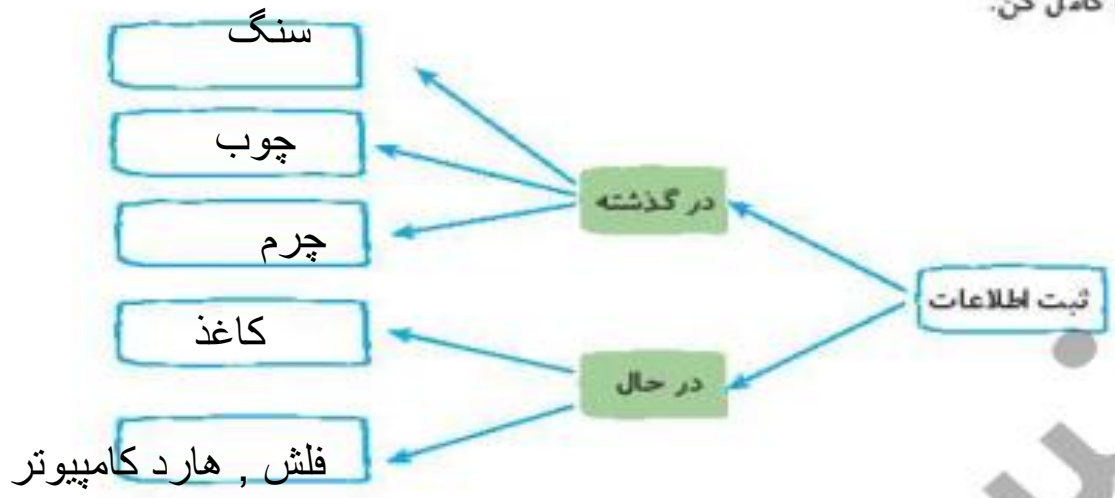 کامل کن.
سنگ
چوب
در گذشته
چرم
ثبت اطلاعات
کاغذ
در حال
فلش , هارد کامپیوتر